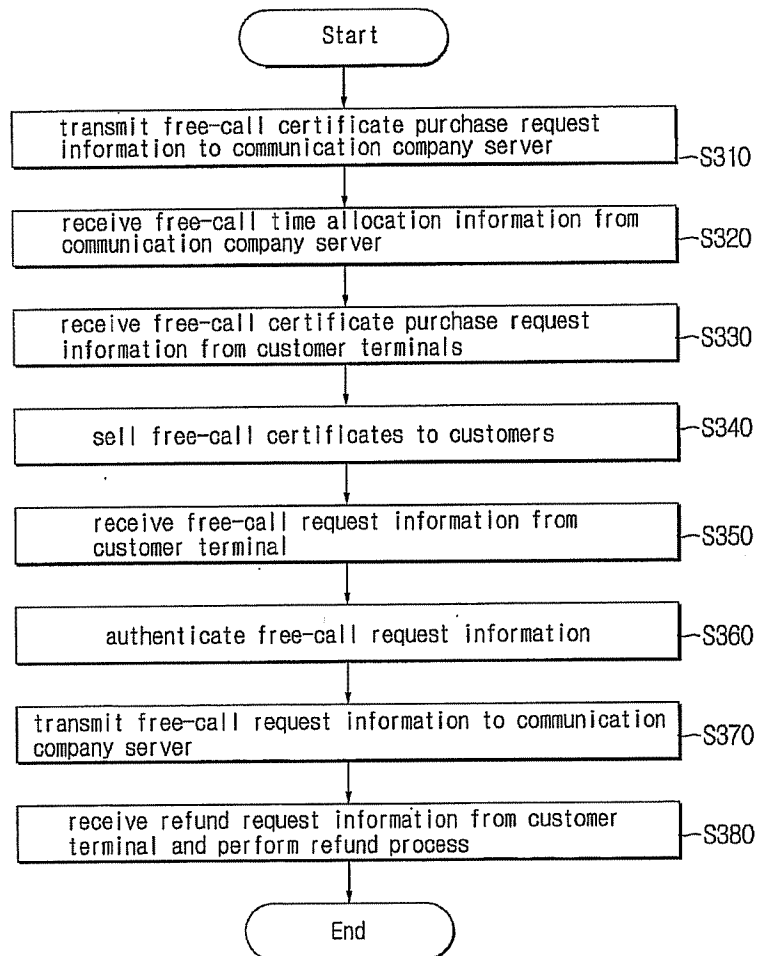 Start
transmit free-call certificate purchase request
information to communication company server
S310
receive free-call time allocation information from
communication company server
S320
receive free-call certificate purchase request
information from customer terminals
S330
sell free-call certificates to customers
S340
receive free-call request information from
customer terminal
S350
authenticate free-call request information
S360
transmit free-call request information to communication
company server
S370
receive refund request information from customer
terminal and perform refund process
S380
End